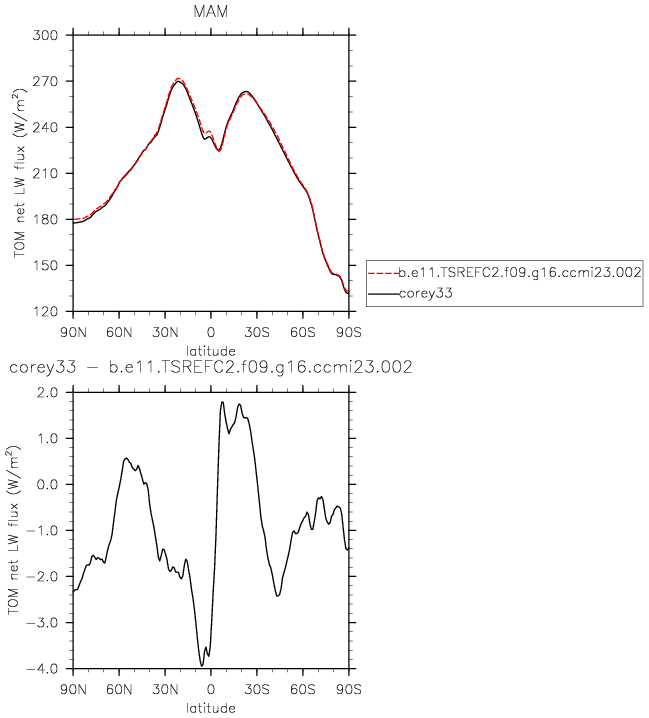 MAM
300
270
240
210
180
150
120
TOM net LW flux (W/m²)
90N 60N 30N 0 30S 60S 90S
latitude
b.e11.TSREFC2.f09.g16.ccmi23.002
corey33
corey33 − b.e11.TSREFC2.f09.g16.ccmi23.002
2.0
1.0
0.0
−1.0
−2.0
−3.0
−4.0
TOM net LW flux (W/m²)
90N 60N 30N 0 30S 60S 90S
latitude